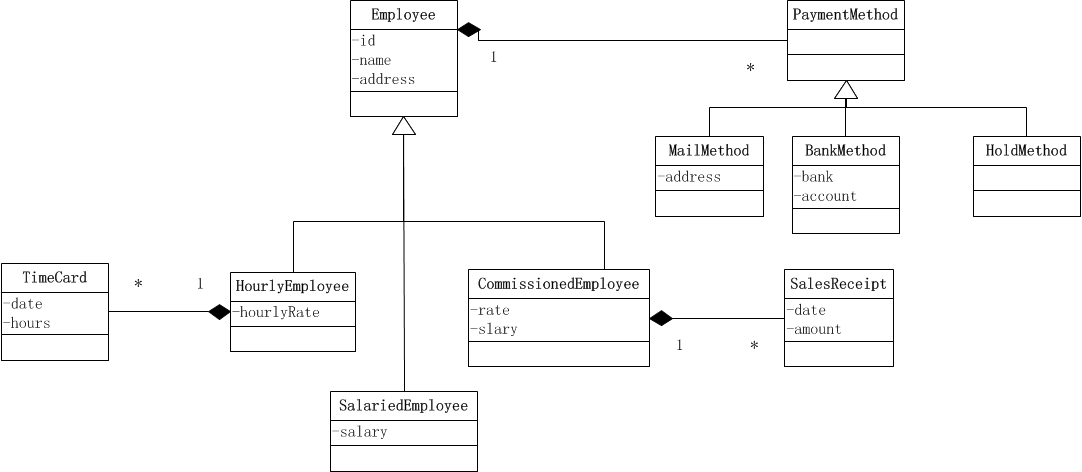 Employee
-id
-name
-address
1
*
PaymentMethod
MailMethod
-address
BankMethod
-bank
-account
HoldMethod
TimeCard
-date
-hours
*
1
HourlyEmployee
-hourlyRate
CommissionedEmployee
-rate
-slary
1
*
SalesReceipt
-date
-amount
SalariedEmployee
-salary